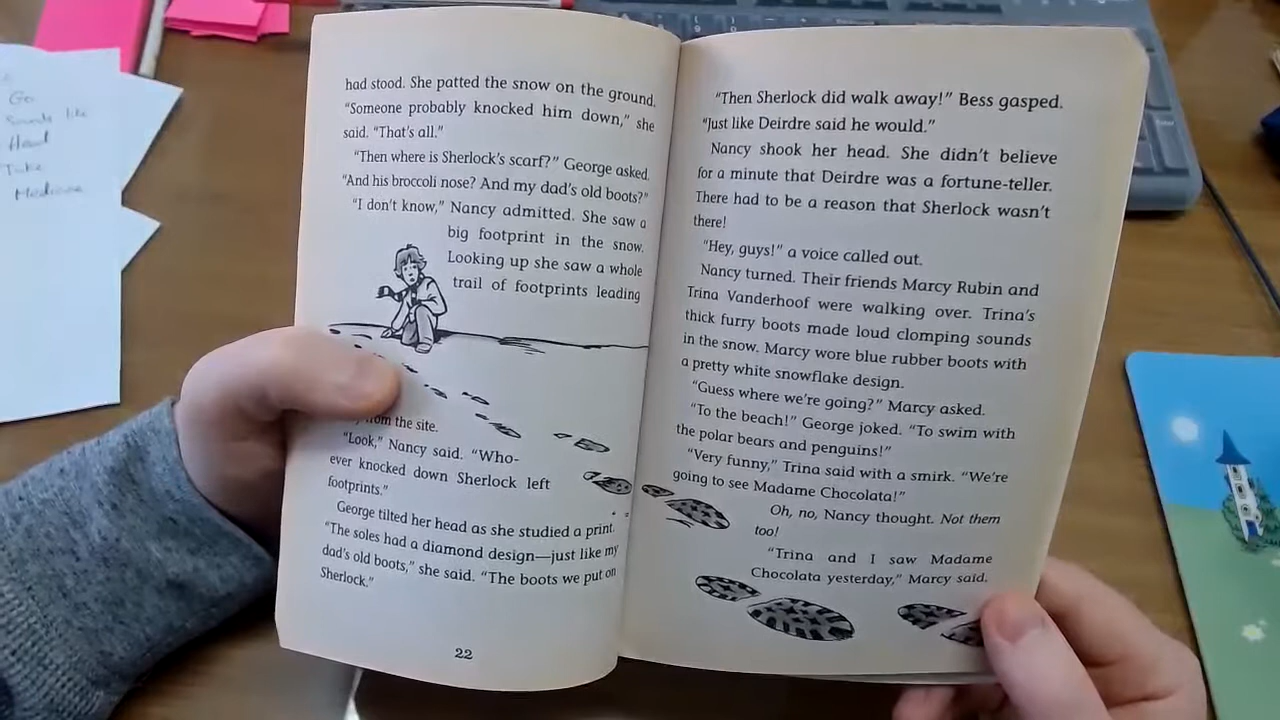 Go
Sounds like
Head
Take
Medicine
had stood. She patted the snow on the ground.
“Someone probably knocked him down,” she
said. “That’s all.”
“Then where is Sherlock’s scarf?” George asked.
“And his broccoli nose? And my dad’s old boots?”
“I don’t know,” Nancy admitted. She saw a
big footprint in the snow.
Looking up she saw a whole
trail of footprints leading
from the site.
“Look,” Nancy said. “Who-
ever knocked down Sherlock left
footprints.”
George tilted her head as she studied a print.
“The soles had a diamond design—just like my
dad’s old boots,” she said. “The boots we put on
Sherlock.”
22
“Then Sherlock did walk away!” Bess gasped.
“Just like Deirdre said he would.”
Nancy shook her head. She didn’t believe
for a minute that Deirdre was a fortune-teller.
There had to be a reason that Sherlock wasn’t
there!
“Hey, guys!” a voice called out.
Nancy turned. Their friends Marcy Rubin and
Trina Vanderhoof were walking over. Trina’s
thick furry boots made loud clomping sounds
in the snow. Marcy wore blue rubber boots with
a pretty white snowflake design.
“Guess where we’re going?” Marcy asked.
“To the beach!” George joked. “To swim with
the polar bears and penguins!”
“Very funny,” Trina said with a smirk. “We’re
going to see Madame Chocolata!”
Oh, no, Nancy thought. Not them
too!
“Trina and I saw Madame
Chocolata yesterday,” Marcy said.